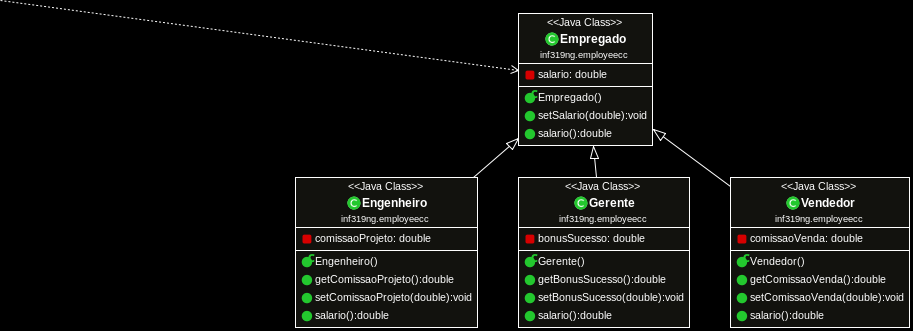 <<Java Class>>
Empregado
inf319ng.employeecc
salario: double
Empregado()
setSalario(double):void
salario():double
<<Java Class>>
Engenheiro
inf319ng.employeecc
comissaoProjeto: double
Engenheiro()
getComissaoProjeto():double
setComissaoProjeto(double):void
salario():double
<<Java Class>>
Gerente
inf319ng.employeecc
bonusSucesso: double
Gerente()
getBonusSucesso():double
setBonusSucesso(double):void
salario():double
<<Java Class>>
Vendedor
inf319ng.employeecc
comissaoVenda: double
Vendedor()
getComissaoVenda():double
setComissaoVenda(double):void
salario():double